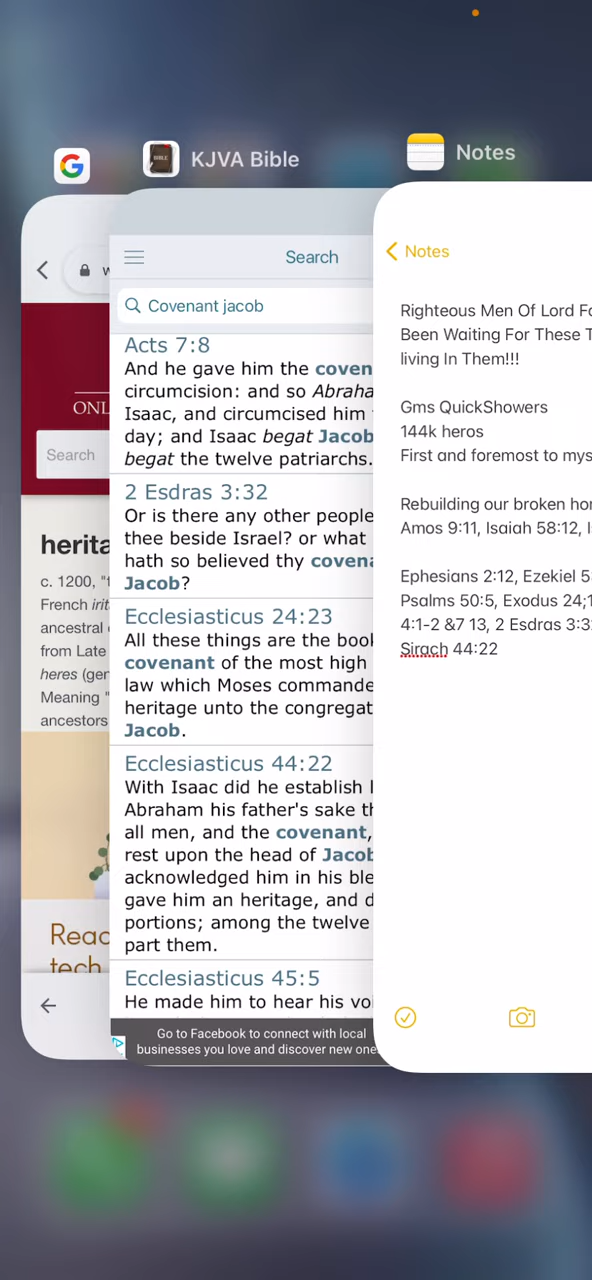 KJVA Bible
Notes
Search
Covenant jacob
Acts 7:8
And he gave him the
circumcision: and so
Isaac, and circumcised him
day; and Isaac begat Jacob
begat the twelve patriarchs.
2 Esdras 3:32
Or is there any other people
thee beside Israel? or what
hath so believed thy
Jacob?
Ecclesiasticus 24:23
All these things are the book
covenant of the most high
law which Moses commande
heritage unto the congregat
Jacob.
Ecclesiasticus 44:22
With Isaac did he establish
Abraham his father's sake
all men, and the covenant,
rest upon the head of Jacob
acknowledged him in his
gave him an heritage, and
portions; among the twelve
part them.
Ecclesiasticus 45:5
He made him to hear his
Go to Facebook to connect with local
businesses you love and discover new
ONL
Search
herita
c. 1200, "t
French
ancestral
from Late
heres (gen
Meaning "
ancestors
Read
tech
Notes
Righteous Men Of Lord
Been Waiting For These
living In Them!!!
Gms QuickShowers
144k heros
First and foremost to
Rebuilding our broken
Amos 9:11, Isaiah 58:12,
Ephesians 2:12, Ezekiel
Psalms 50:5, Exodus
4:1-2 &7 13, 2 Esdras
Sirach 44:22